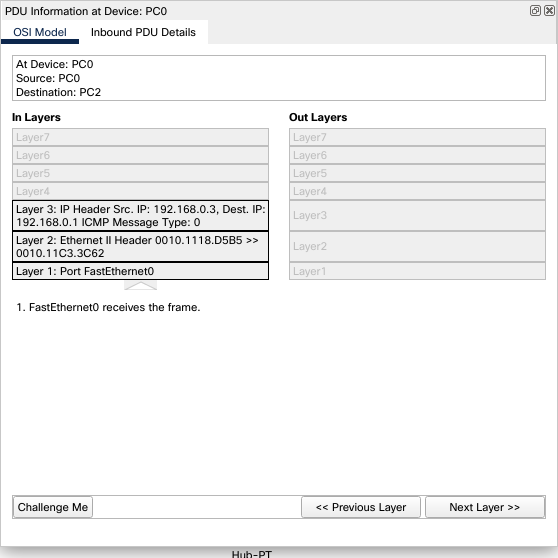 PDU Information at Device: PC0
OSI Model
Inbound PDU Details
At Device: PC0
Source: PC0
Destination: PC2
In Layers
Out Layers
Layer7
Layer6
Layer5
Layer4
Layer 3: IP Header Src. IP: 192.168.0.3, Dest. IP:
192.168.0.1 ICMP Message Type: 0
Layer 2: Ethernet II Header 0010.1118.D5B5 >>
0010.11C3.3C62
Layer 1: Port FastEthernet0
Layer7
Layer6
Layer5
Layer4
Layer3
Layer2
Layer1
1. FastEthernet0 receives the frame.
Challenge Me
<< Previous Layer
Next Layer >>
Hub-PT